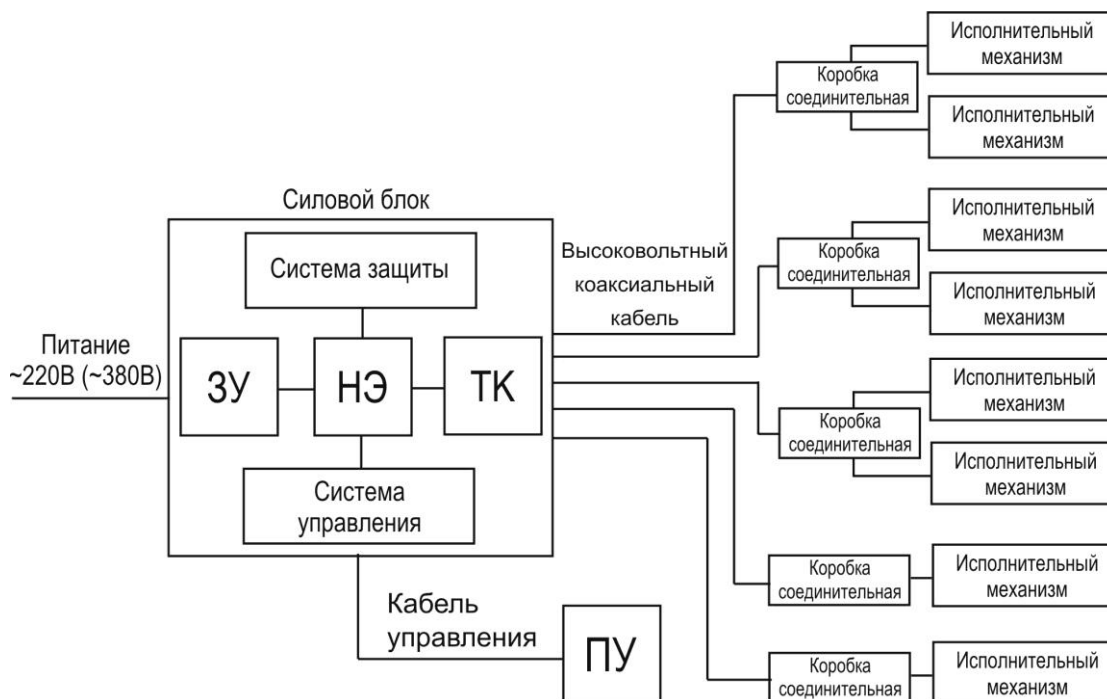 Исполнительный
механизм
Коробка
соединительная
Исполнительный
механизм
Силовой блок
Исполнительный
механизм
Система защиты
Высоковольтный
коаксиальный
кабель
Коробка
соединительная
Исполнительный
механизм
Питание
~220В (~380В)
ЗУ
НЭ
ТК
Исполнительный
механизм
Коробка
соединительная
Исполнительный
механизм
Система
управления
Коробка
соединительная
Исполнительный
механизм
Кабель
управления
ПУ
Коробка
соединительная
Исполнительный
механизм